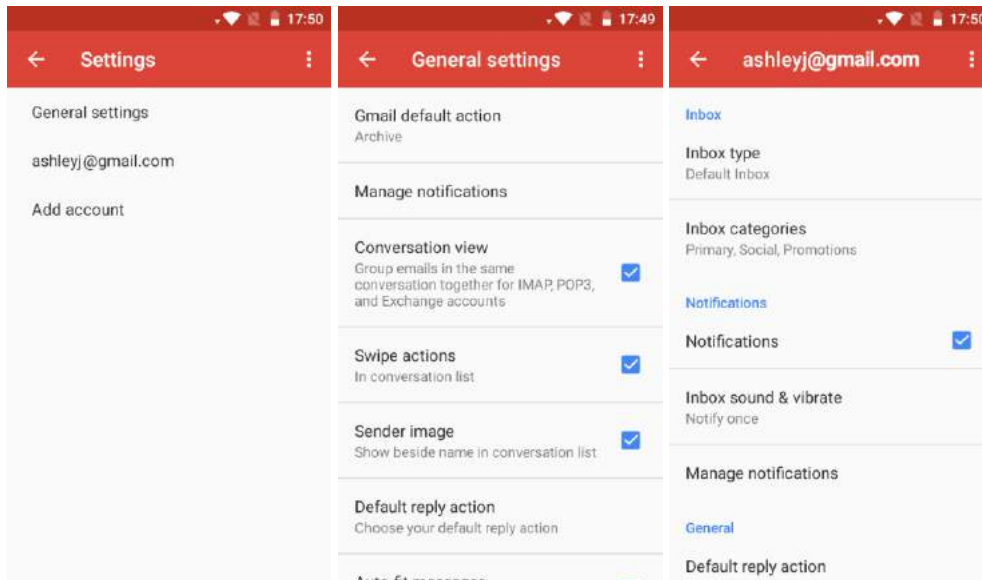 17:50
Settings
General settings
ashleyj@gmail.com
Add account
17:49
General settings
Gmail default action
Archive
Manage notifications
Conversation view
Group emails in the same
conversation together for IMAP, POP3,
and Exchange accounts
Swipe actions
In conversation list
Sender image
Show beside name in conversation list
Default reply action
Choose your default reply action
17:50
ashleyj@gmail.com
Inbox
Inbox type
Default Inbox
Inbox categories
Primary, Social, Promotions
Notifications
Notifications
Inbox sound & vibrate
Notify once
Manage notifications
General
Default reply action